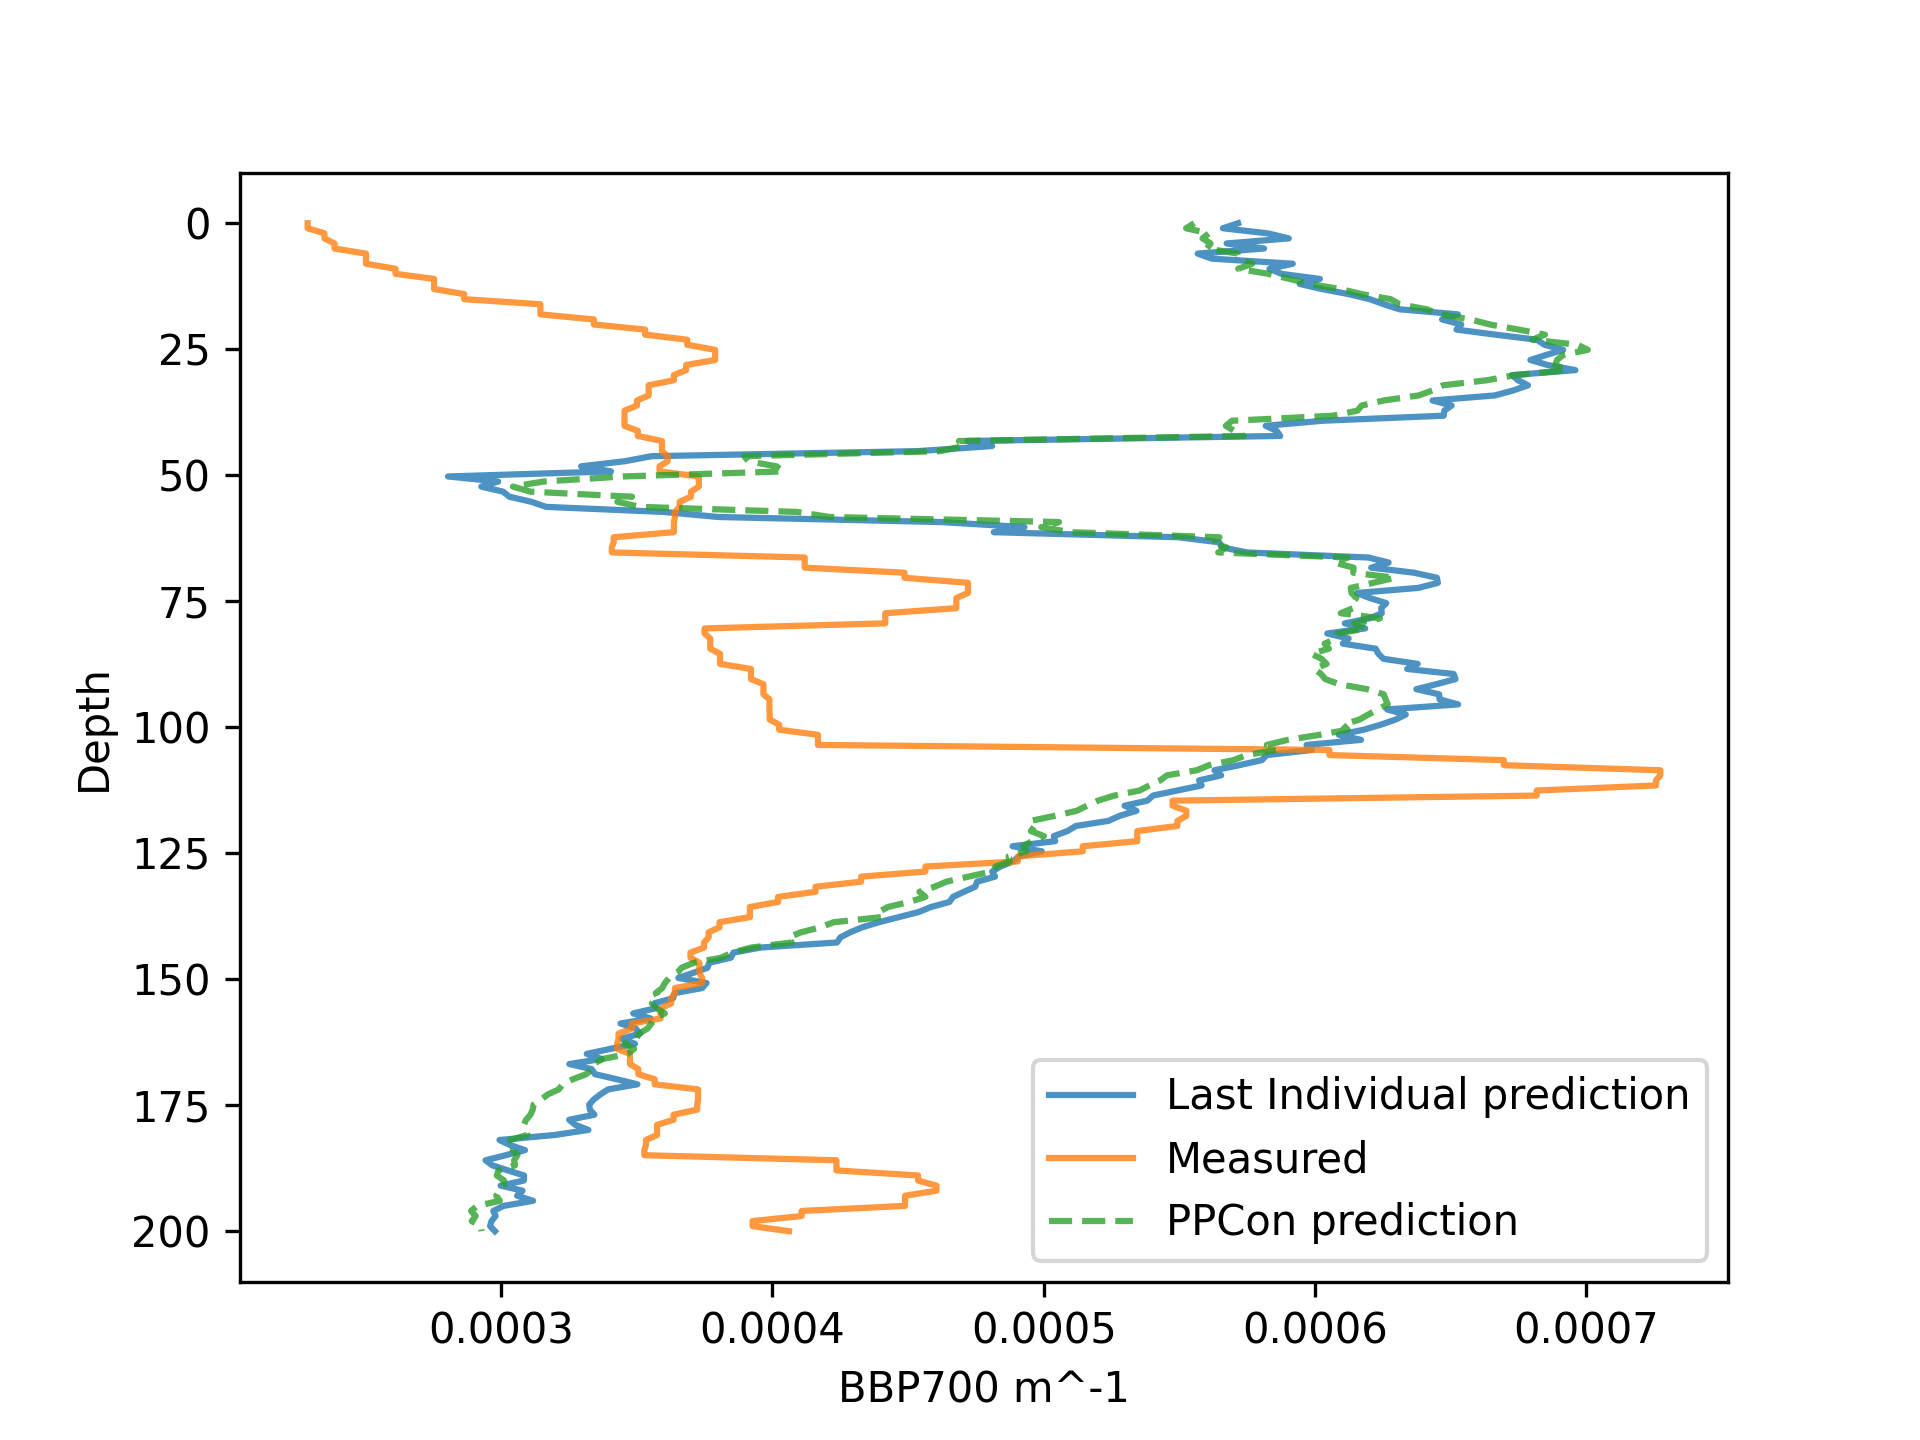 0
25
50
75
100
125
150
175
200
Depth
0.0003 0.0004 0.0005 0.0006 0.0007
BBP700 m^-1
Last Individual prediction
Measured
PPCon prediction